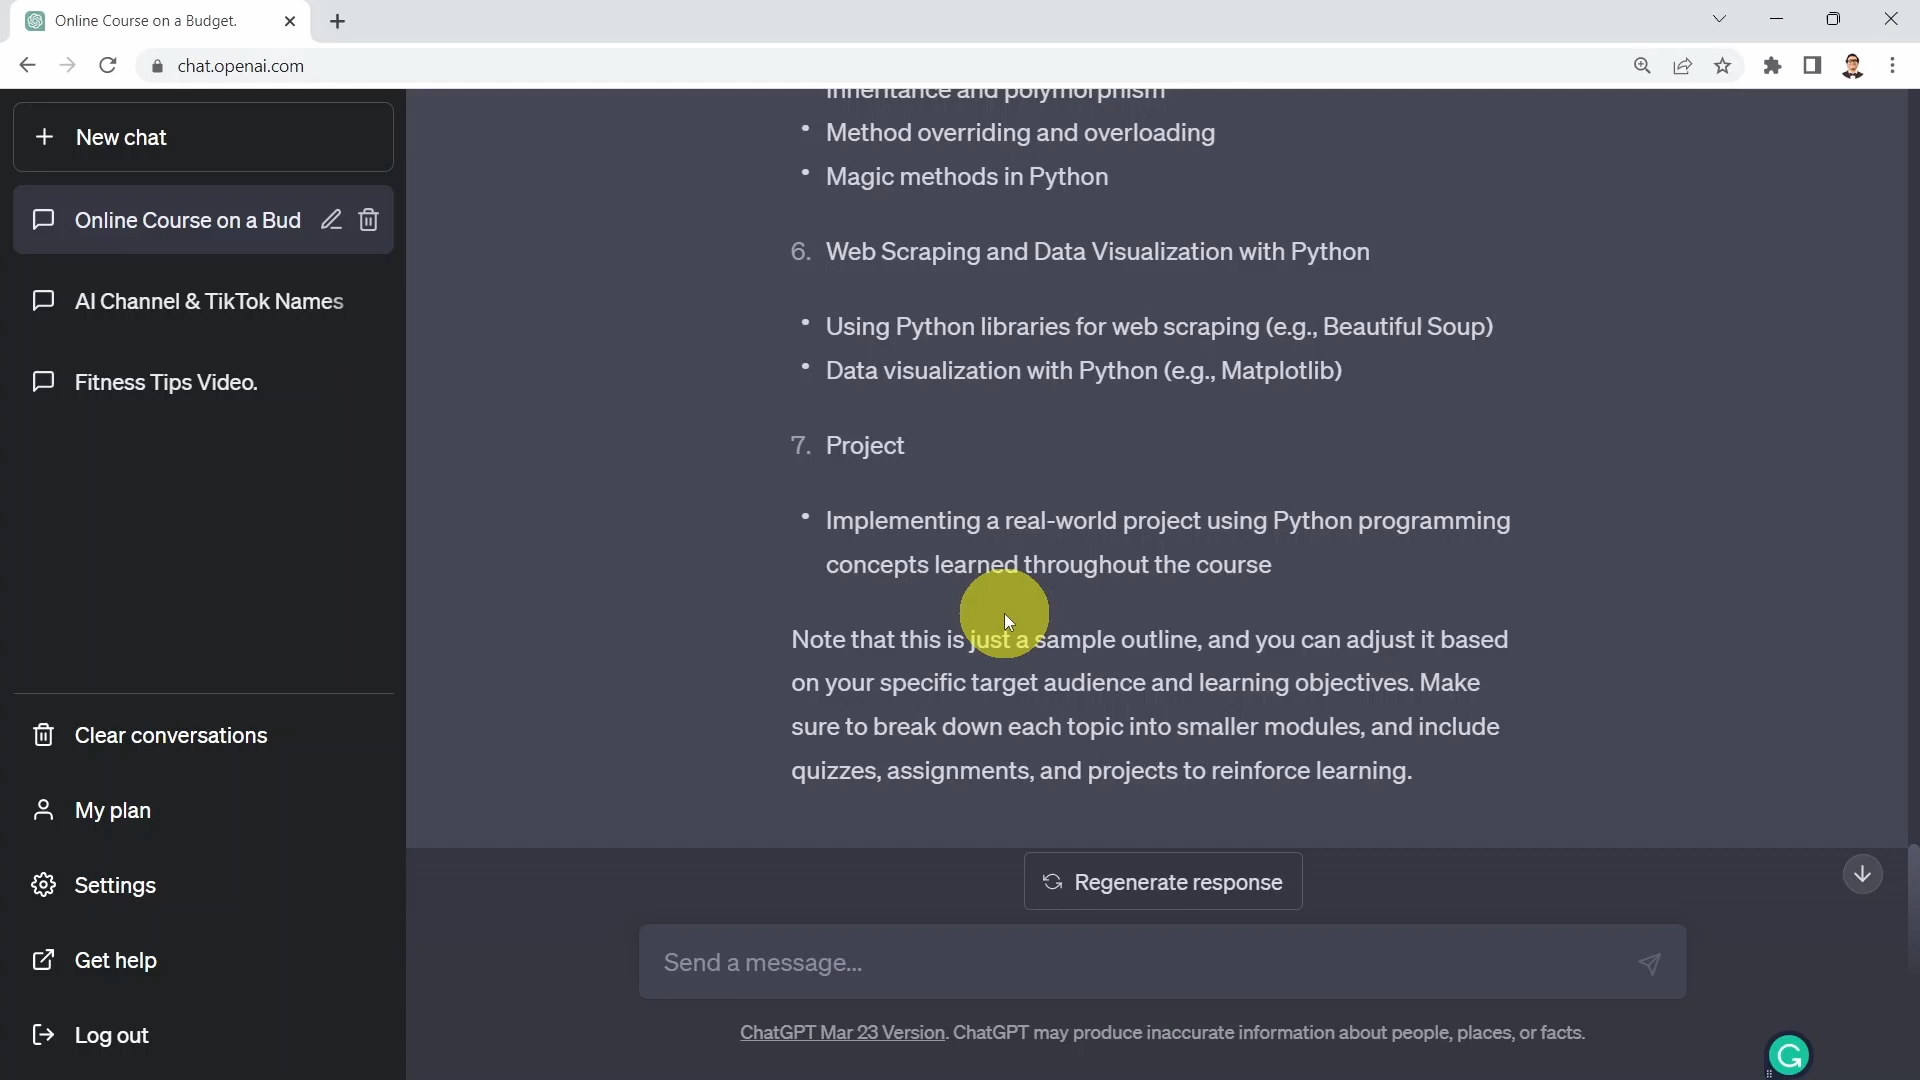 Online Course on a Budget.
chat.openai.com
New chat
Online Course on a Bud
AI Channel & TikTok Names
Fitness Tips Video.
Clear conversations
My plan
Settings
Get help
Log out
Inheritance and polymorphism
• Method overriding and overloading
• Magic methods in Python
6. Web Scraping and Data Visualization with Python
• Using Python libraries for web scraping (e.g., Beautiful Soup)
• Data visualization with Python (e.g., Matplotlib)
7. Project
• Implementing a real-world project using Python programming
concepts learned throughout the course
Note that this is just a sample outline, and you can adjust it based
on your specific target audience and learning objectives. Make
sure to break down each topic into smaller modules, and include
quizzes, assignments, and projects to reinforce learning.
Regenerate response
Send a message...
ChatGPT Mar 23 Version. ChatGPT may produce inaccurate information about people, places, or facts.